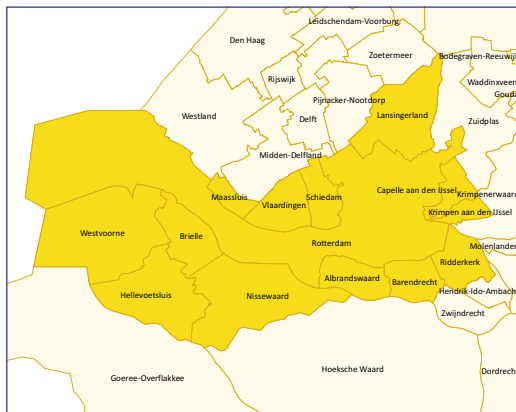 Leidschendam-Voorburg
Den Haag
Zoetermeer
Bodegraven-Reeuwijk
Rijswijk
Waddinxveen
Gouda
Pijnacker-Nootdorp
Lansingerland
Westland
Delft
Zuidplas
Midden-Delfland
Maassluis
Vlaardingen
Schiedam
Capelle aan den IJssel
Krimpenerwaard
Krimpen aan den IJssel
Westvoorne
Brielle
Rotterdam
Molenlanden
Ridderkerk
Albrandswaard
Barendrecht
Hellevoetsluis
Nissewaard
Hendrik-Ido-Ambacht
Zwijndrecht
Hoeksche Waard
Dordrecht
Goeree-Overflakkee